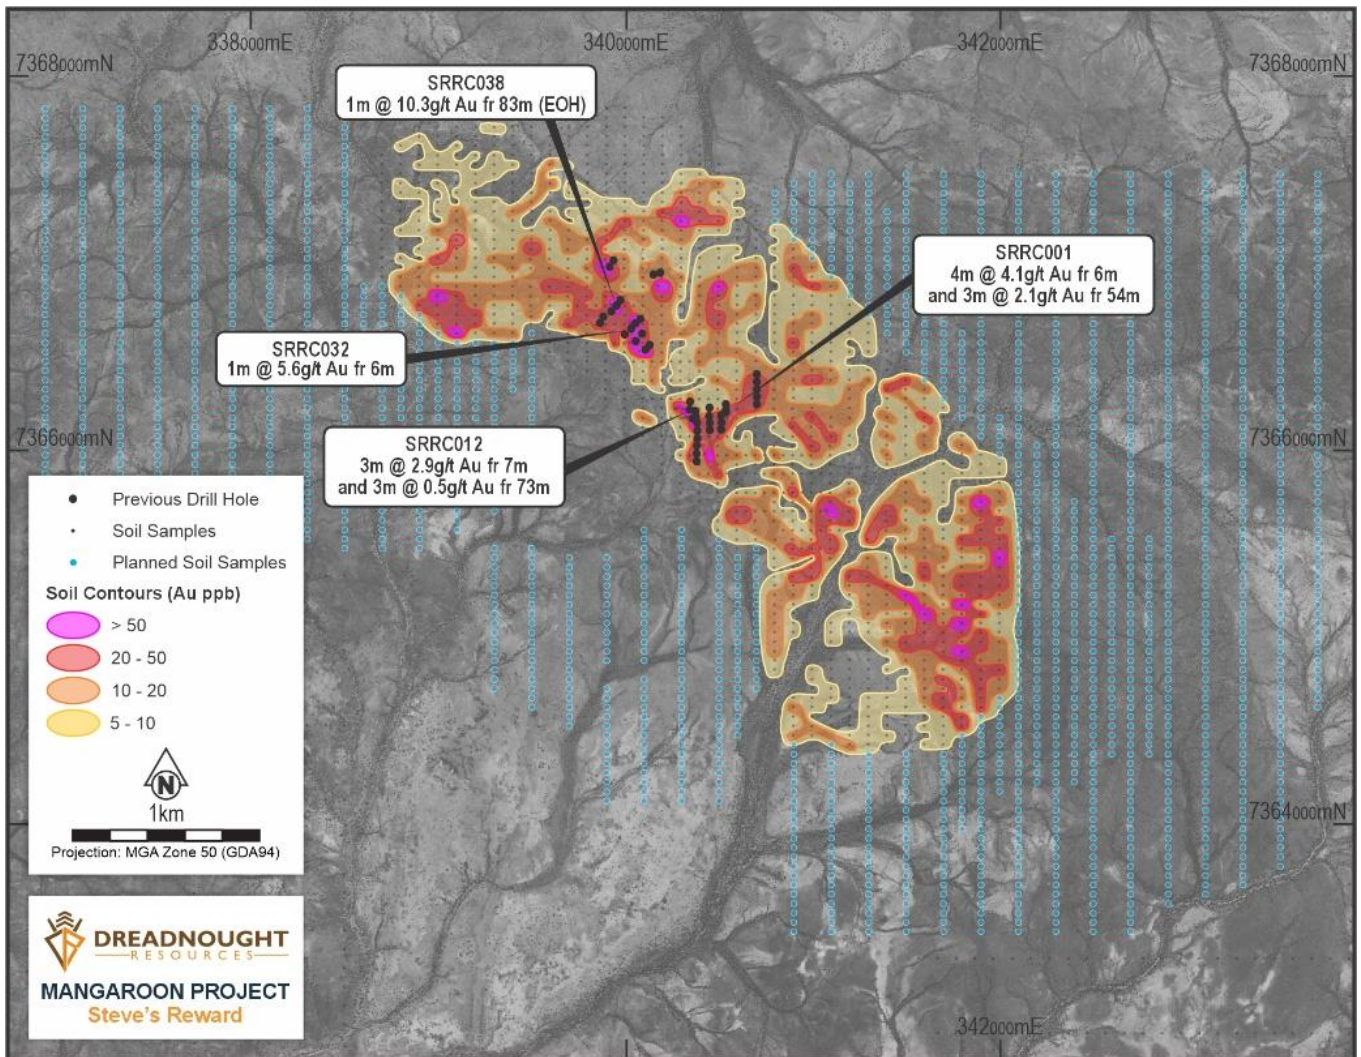 338000mE
340000mE
342000mE
7368000mN
7368000mN
SRRC038
1m @ 10.3g/t Au fr 83m (EOH)
SRRC001
4m @ 4.1g/t Au fr 6m
and 3m @ 2.1g/t Au fr 54m
SRRC032
1m @ 5.6g/t Au fr 6m
7366000mN
7366000mN
SRRC012
3m @ 2.9g/t Au fr 7m
and 3m @ 0.5g/t Au fr 73m
Previous Drill Hole
Soil Samples
Planned Soil Samples
Soil Contours (Au ppb)
> 50
20 - 50
10 - 20
5 - 10
N
1km
Projection: MGA Zone 50 (GDA94)
7364000mN
DREADNOUGHT
RESOURCES
MANGAROON PROJECT
Steve's Reward
342000mE